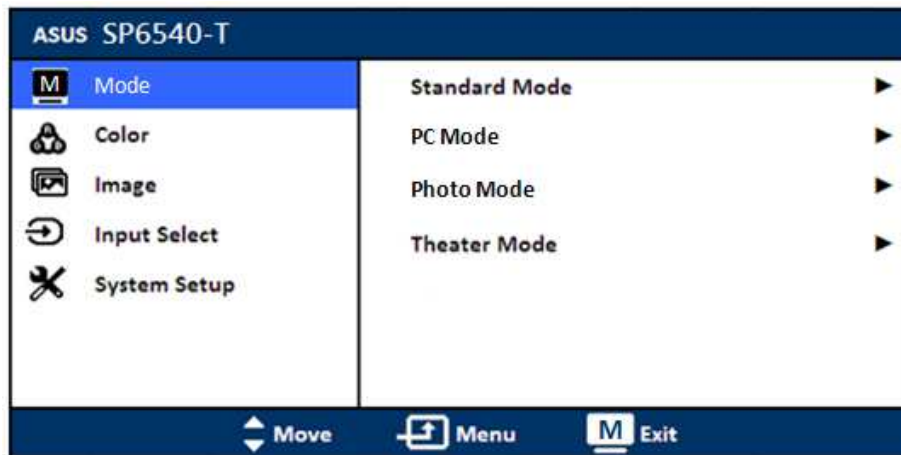 ASUS SP6540-T
M Mode
Color
Image
Input Select
System Setup
Standard Mode
PC Mode
Photo Mode
Theater Mode
Move Menu M Exit